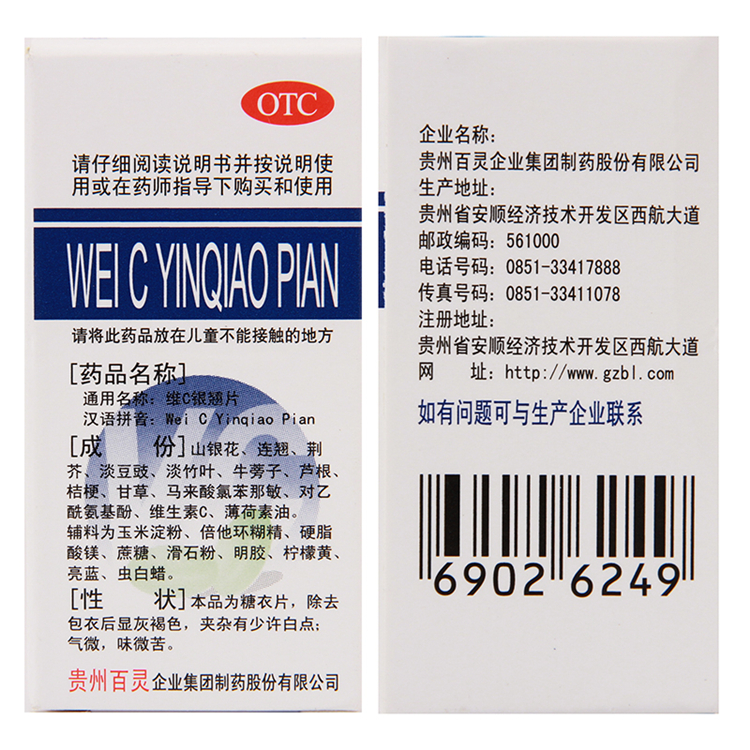 OTC
请仔细阅读说明书并按说明使
用或在药师指导下购买和使用
WEI C YINQIAO PIAN
请将此药品放在儿童不能接触的地方
[药品名称]
通用名称：维C银翘片
汉语拼音：Wei C Yinqiao Pian
[成 份]山银花、连翘、荆
芥、淡豆豉、淡竹叶、牛蒡子、芦根、
桔梗、甘草、马来酸氯苯那敏、对乙
酰氨基酚、维生素C、薄荷素油。
辅料为玉米淀粉、倍他环糊精、硬脂
酸镁、蔗糖、滑石粉、明胶、柠檬黄、
亮蓝、虫白蜡。
[性 状]本品为糖衣片，除去
包衣后显灰褐色，夹杂有少许白点；
气微，味微苦。
贵州百灵企业集团制药股份有限公司
企业名称：
贵州百灵企业集团制药股份有限公司
生产地址：
贵州省安顺经济技术开发区西航大道
邮政编码：561000
电话号码：0851-33417888
传真号码：0851-33411078
注册地址：
贵州省安顺经济技术开发区西航大道
网 址：http://www.gzbl.com
如有问题可与生产企业联系
6902 6249